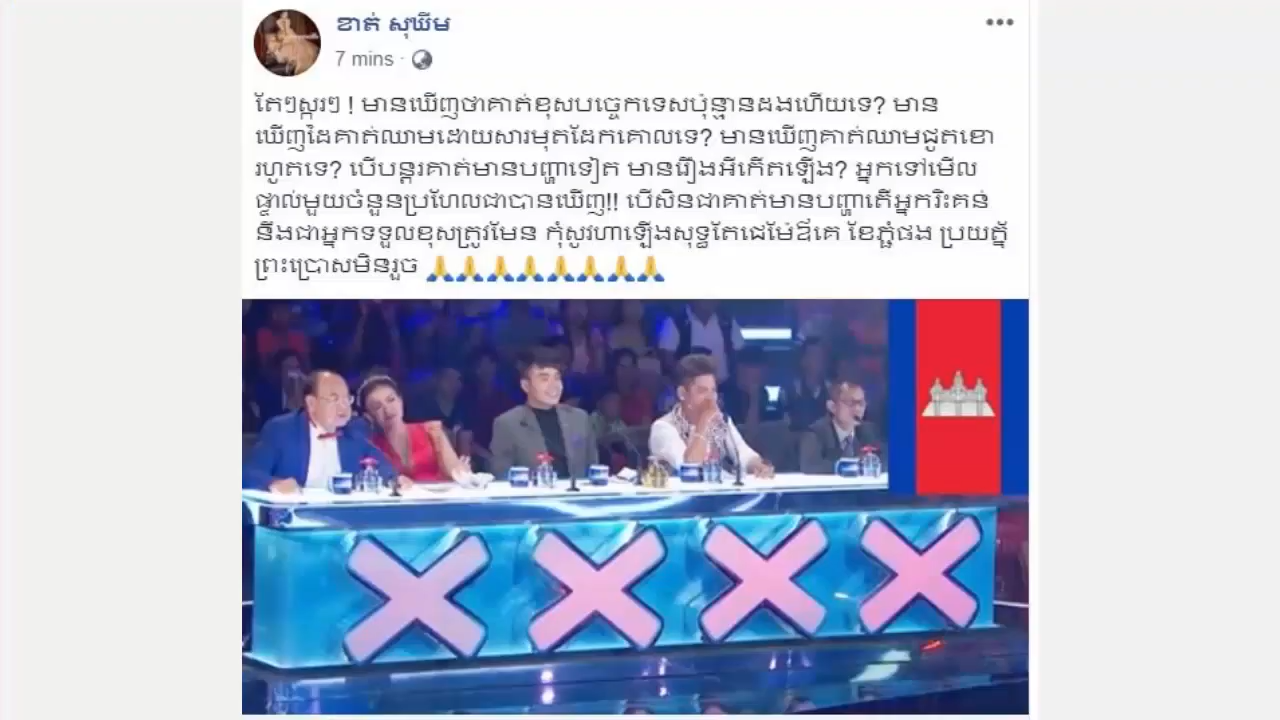 ខាត់ សុឃីម
7 mins ·
តែៗស្ករៗ ! មានឃើញថាគាត់ខុសបច្ចេកទេសប៉ុន្មានដងហើយទេ? មាន
ឃើញដៃគាត់ឈាមដោយសារមុតដែកគោលទេ? មានឃើញគាត់ឈាមជូតខោ
រហូតទេ? បើបន្តរគាត់មានបញ្ហាទៀត មានរឿងអីកើតឡើង? អ្នកទៅមើល
ផ្ទាល់មួយចំនួនប្រហែលជាបានឃើញ!! បើសិនជាគាត់មានបញ្ហាតើអ្នករិះគន់
នឹងជាអ្នកទទួលខុសត្រូវមែន កុំសូវហាឡើងសុទ្ធតែជេម៉ែឪគេ ខែភ្ជុំផង ប្រយត្ន័
ព្រះប្រោសមិនរួច 🙏🙏🙏🙏🙏🙏🙏🙏